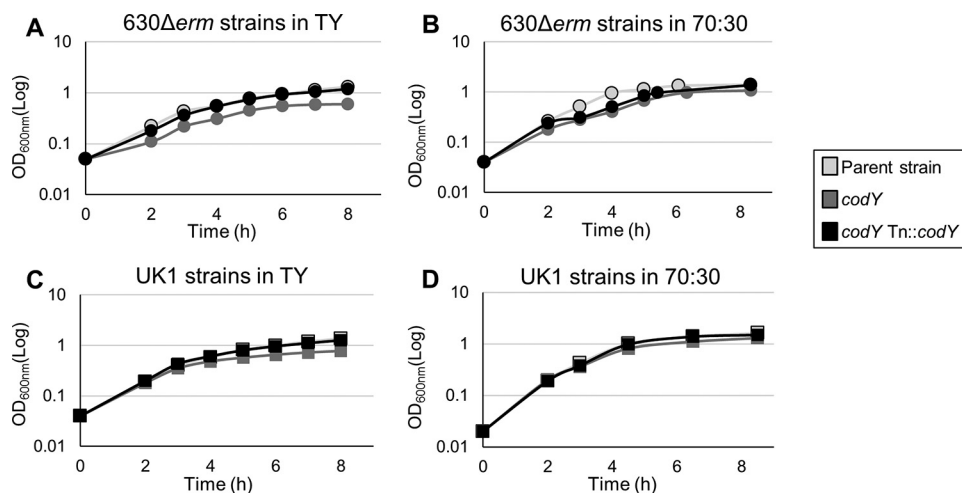 A
630Δerm strains in TY
OD600nm(Log)
10
1
0.1
0.01
0 2 4 6 8
Time (h)
B
630Δerm strains in 70:30
OD600nm(Log)
10
1
0.1
0.01
0 2 4 6 8
Time (h)
Parent strain
codY
codY Tn::codY
C
UK1 strains in TY
OD600nm(Log)
10
1
0.1
0.01
0 2 4 6 8
Time (h)
D
UK1 strains in 70:30
OD600nm(Log)
10
1
0.1
0.01
0 2 4 6 8
Time (h)